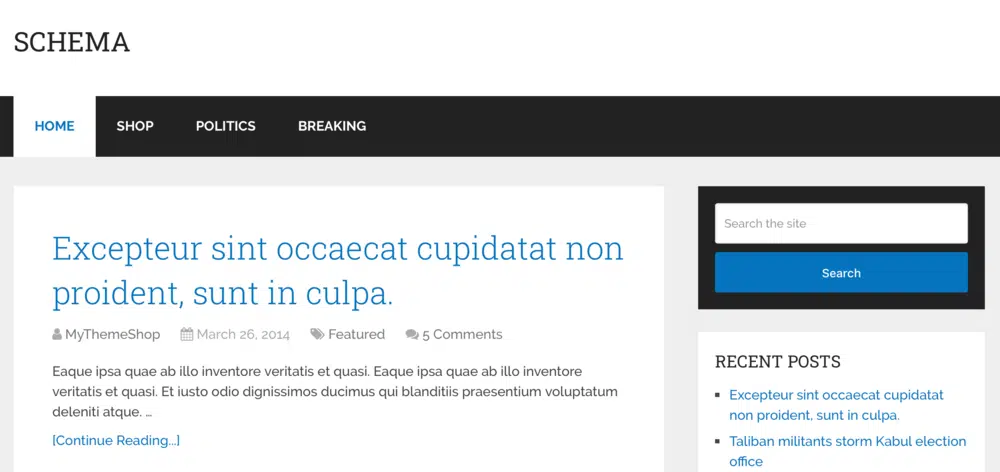 SCHEMA
HOME SHOP POLITICS BREAKING
Excepteur sint occaecat cupidatat non
proident, sunt in culpa.
MyThemeShop March 26, 2014 Featured 5 Comments
Eaque ipsa quae ab illo inventore veritatis et quasi. Eaque ipsa quae ab illo inventore
veritatis et quasi. Et iusto odio dignissimos ducimus qui blanditiis praesentium voluptatum
deleniti atque. ...
[Continue Reading...]
Search the site
Search
RECENT POSTS
Excepteur sint occaecat cupidatat
non proident, sunt in culpa.
Taliban militants storm Kabul election
office